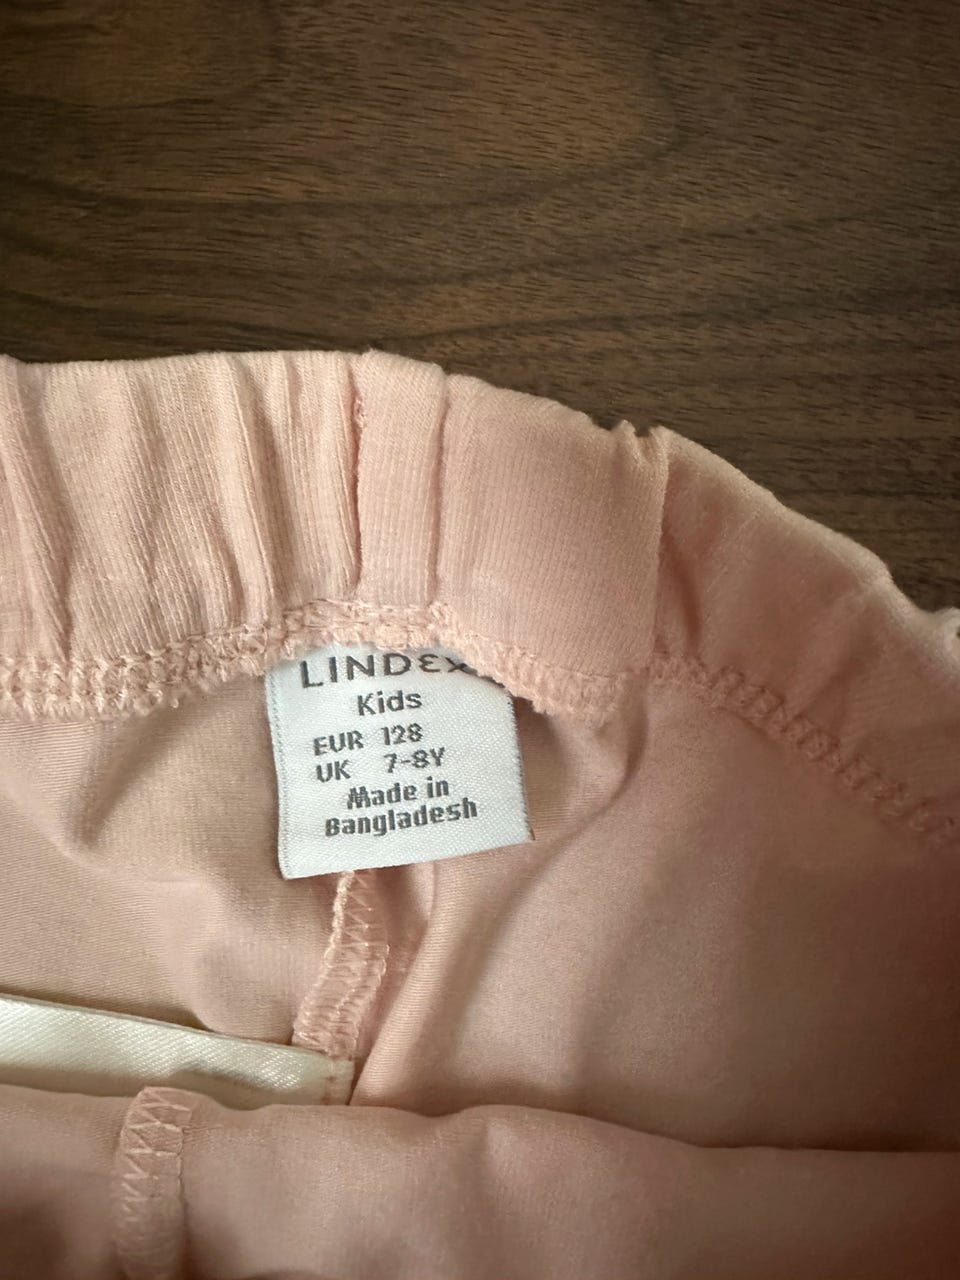 LINDEX
Kids
EUR 128
UK 7-8Y
Made in
Bangladesh